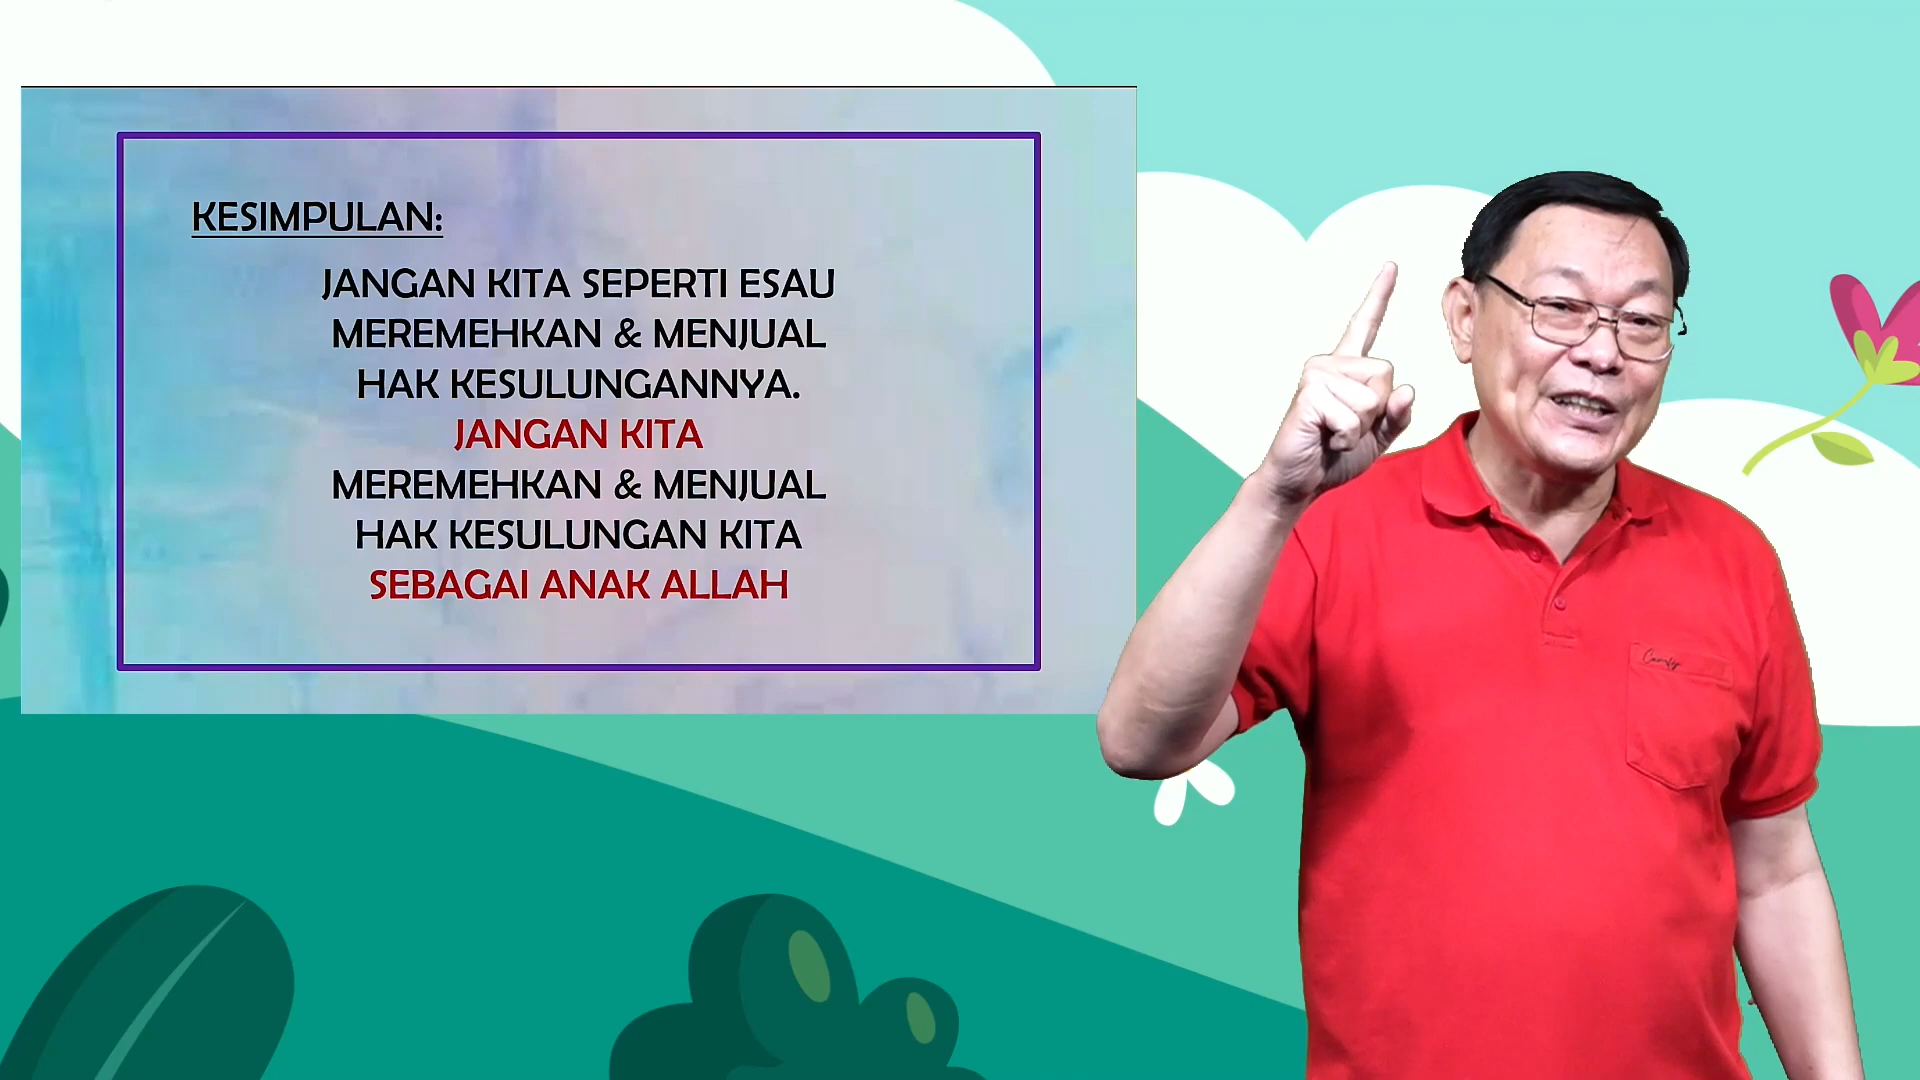 KESIMPULAN:
JANGAN KITA SEPERTI ESAU
MEREMEHKAN & MENJUAL
HAK KESULUNGANNYA.
JANGAN KITA
MEREMEHKAN & MENJUAL
HAK KESULUNGAN KITA
SEBAGAI ANAK ALLAH